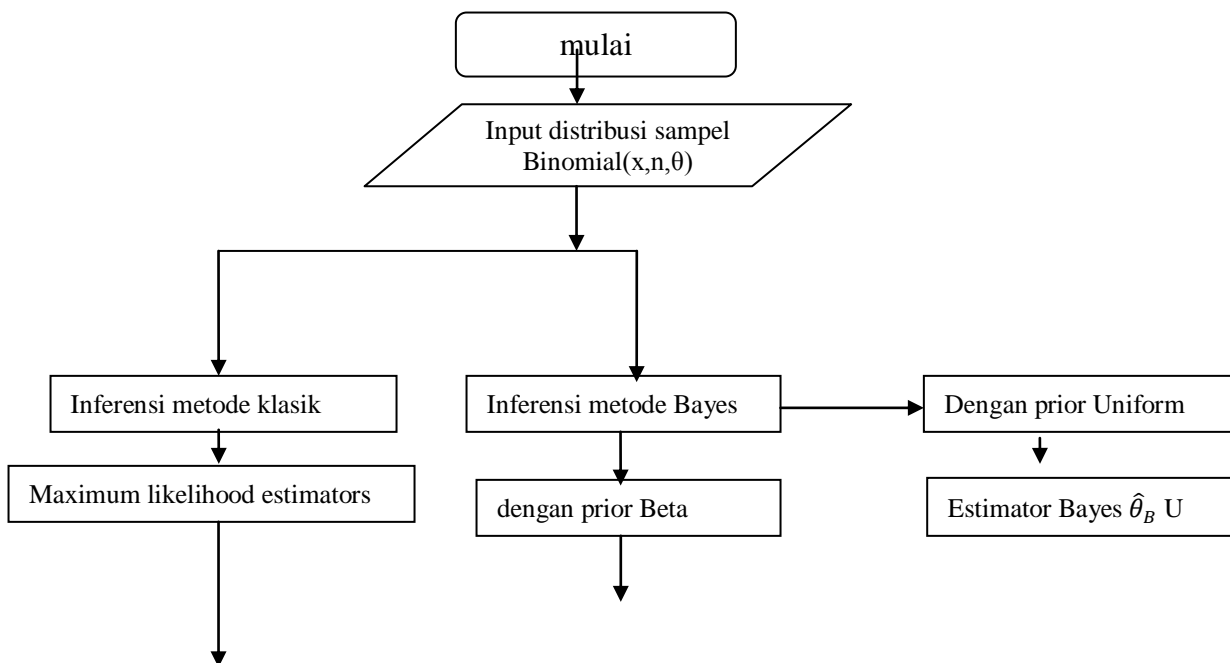 mulai
Input distribusi sampel
Binomial(x,n,θ)
Inferensi metode klasik
Inferensi metode Bayes
Dengan prior Uniform
Maximum likelihood estimators
dengan prior Beta
Estimator Bayes θ̂_B U